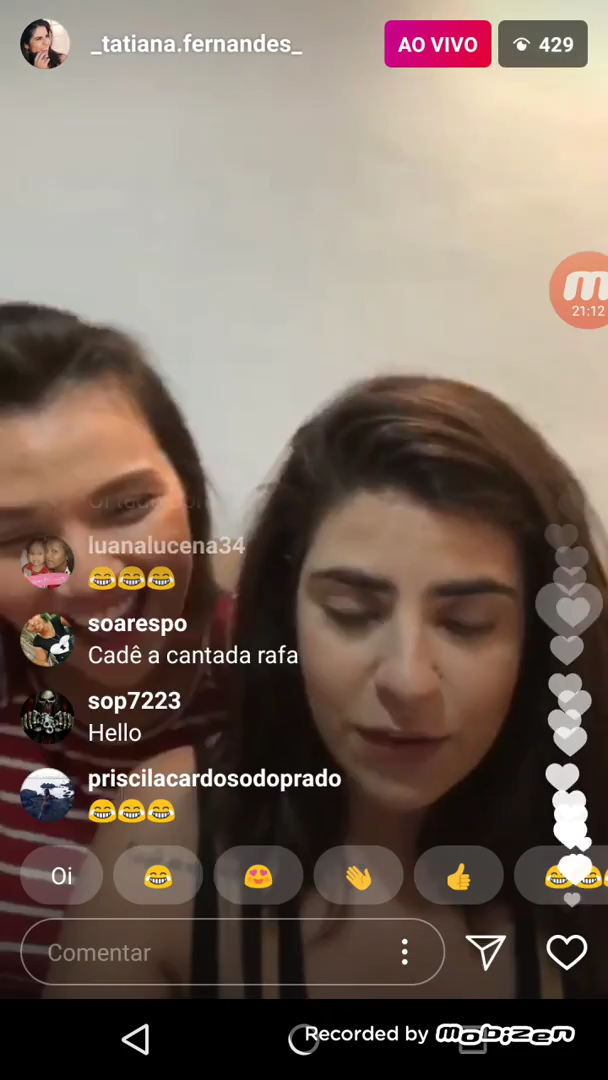 _tatiana.fernandes_
AO VIVO
429
21:12
luanalucena34
😂😂😂
soarespo
Cadê a cantada rafa
sop7223
Hello
priscilacardosodoprado
😂😂😂
Oi
Comentar
Recorded by mobizen